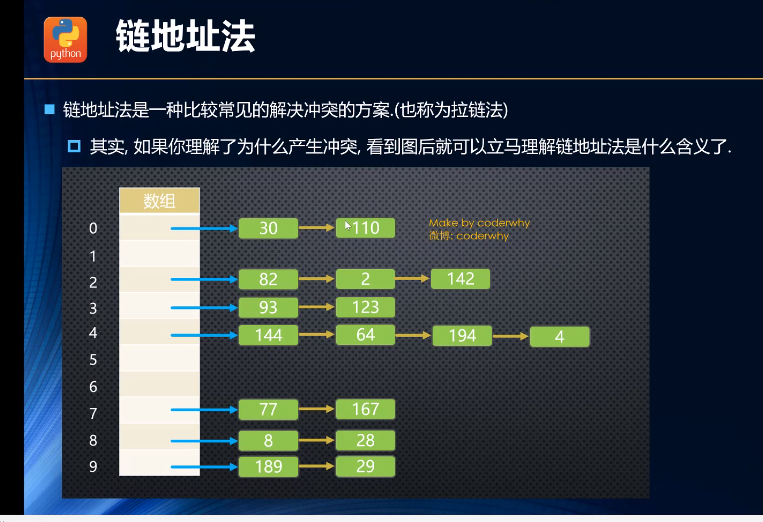 python
链地址法
链地址法是一种比较常见的解决冲突的方案.(也称为拉链法)
其实, 如果你理解了为什么产生冲突, 看到图后就可以立马理解链地址法是什么含义了.
数组
Make by coderwhy
微博: coderwhy
0 30 110
1
2 82 2 142
3 93 123
4 144 64 194 4
5
6
7 77 167
8 8 28
9 189 29